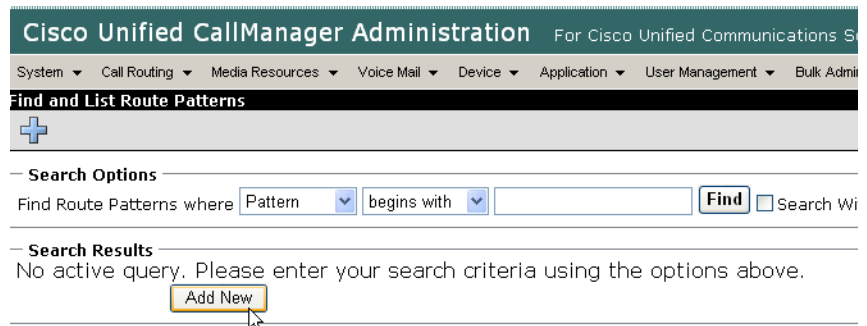 Cisco Unified CallManager Administration For Cisco Unified Communications
System Call Routing Media Resources Voice Mail Device Application User Management Bulk
Find and List Route Patterns
Search Options
Find Route Patterns where Pattern begins with Find Search
Search Results
No active query. Please enter your search criteria using the options above.
Add New